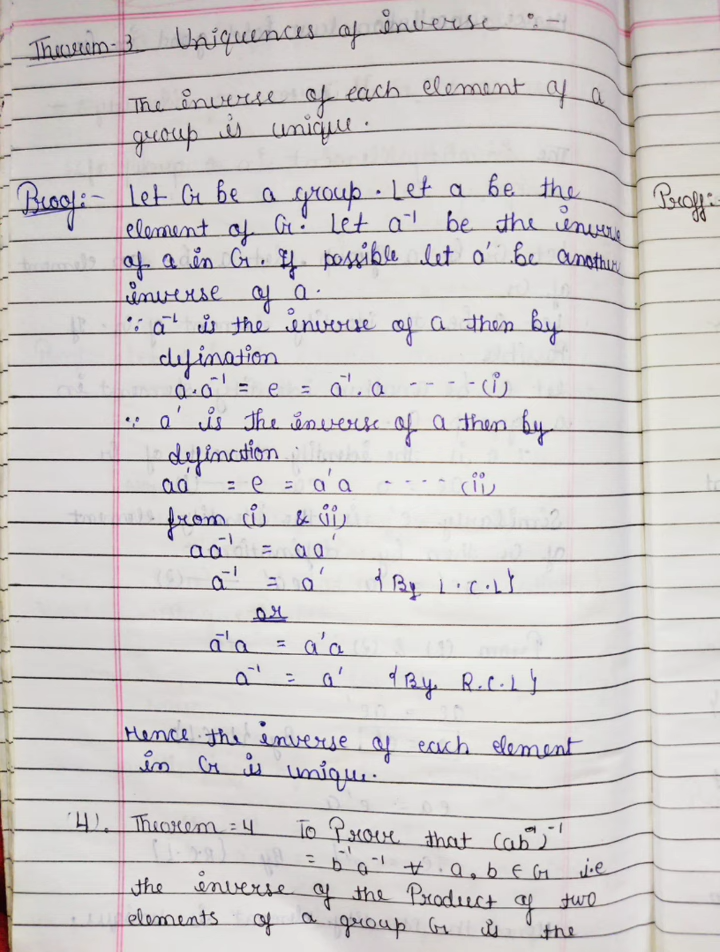 Theorem-3 Uniquences of inverse :-
The inverse of each element of a
group is unique.
Proof:- Let G be a group. Let a be the
element of G. Let a⁻¹ be the inverse
of a in G. If possible let a' be another
inverse of a.
∵ a⁻¹ is the inverse of a then by
defination
a.a⁻¹ = e = a⁻¹.a ---- (i)
∵ a' is the inverse of a then by
defination
aa' = e = a'a ---- (ii)
from (i) & (ii)
aa⁻¹ = aa'
a⁻¹ = a' {By L.C.L}
or
a⁻¹a = a'a
a⁻¹ = a' {By R.C.L}
Hence the inverse of each element
in G is unique.
(4). Theorem = 4 To Prove that (ab)⁻¹
= b⁻¹a⁻¹ ∀ a, b ∈ G i.e
the inverse of the Product of two
elements of a group G is the
Proff:-